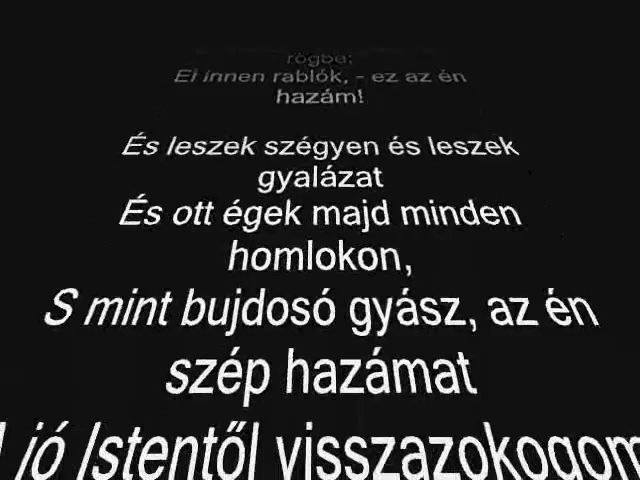 rögbe;
El innen rablók, - ez az én
hazám!
És leszek szégyen és leszek
gyalázat
És ott égek majd minden
homlokon,
S mint bujdosó gyász, az én
szép hazámat
A jó Istentől visszazokogom